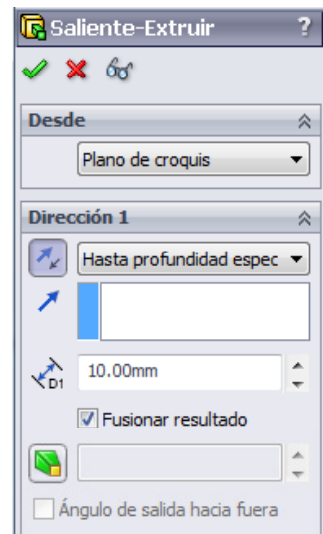 Saliente-Extruir ?
Desde
Plano de croquis
Dirección 1
Hasta profundidad espec
D1 10.00mm
Fusionar resultado
Ángulo de salida hacia fuera